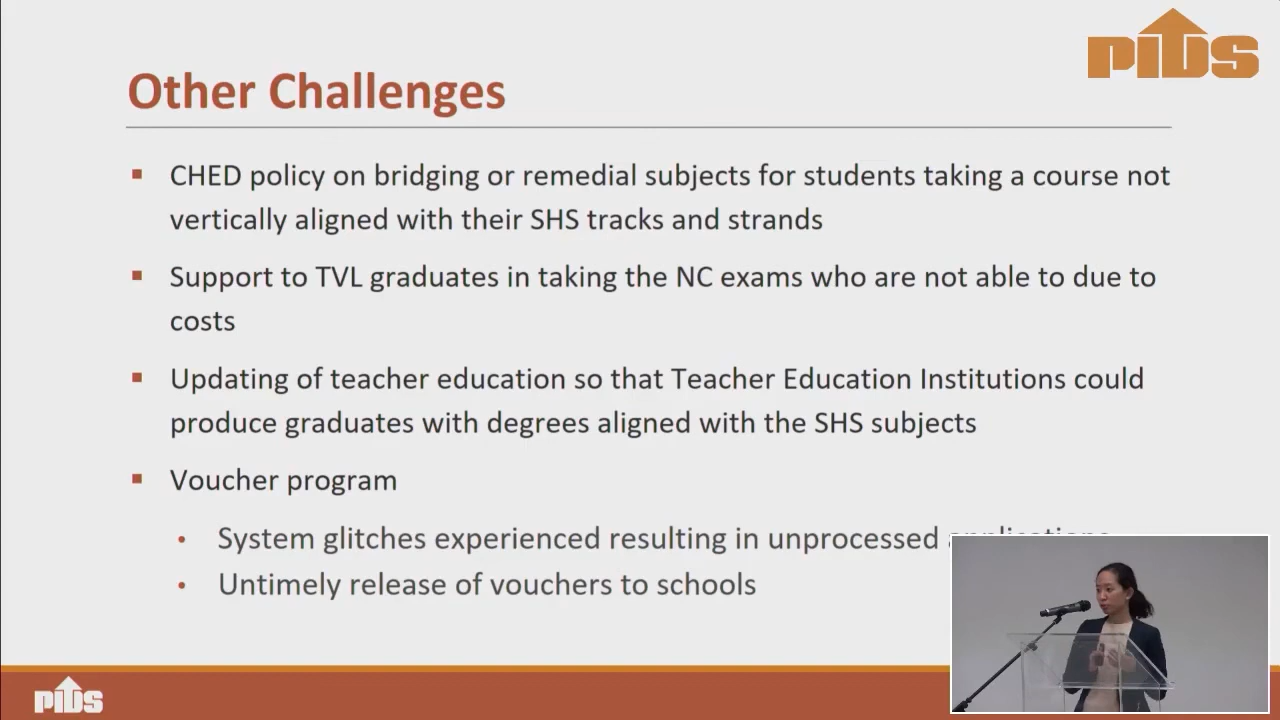 PIDS
Other Challenges
CHED policy on bridging or remedial subjects for students taking a course not
vertically aligned with their SHS tracks and strands
Support to TVL graduates in taking the NC exams who are not able to due to
costs
Updating of teacher education so that Teacher Education Institutions could
produce graduates with degrees aligned with the SHS subjects
Voucher program
System glitches experienced resulting in unprocessed
Untimely release of vouchers to schools
PIDS